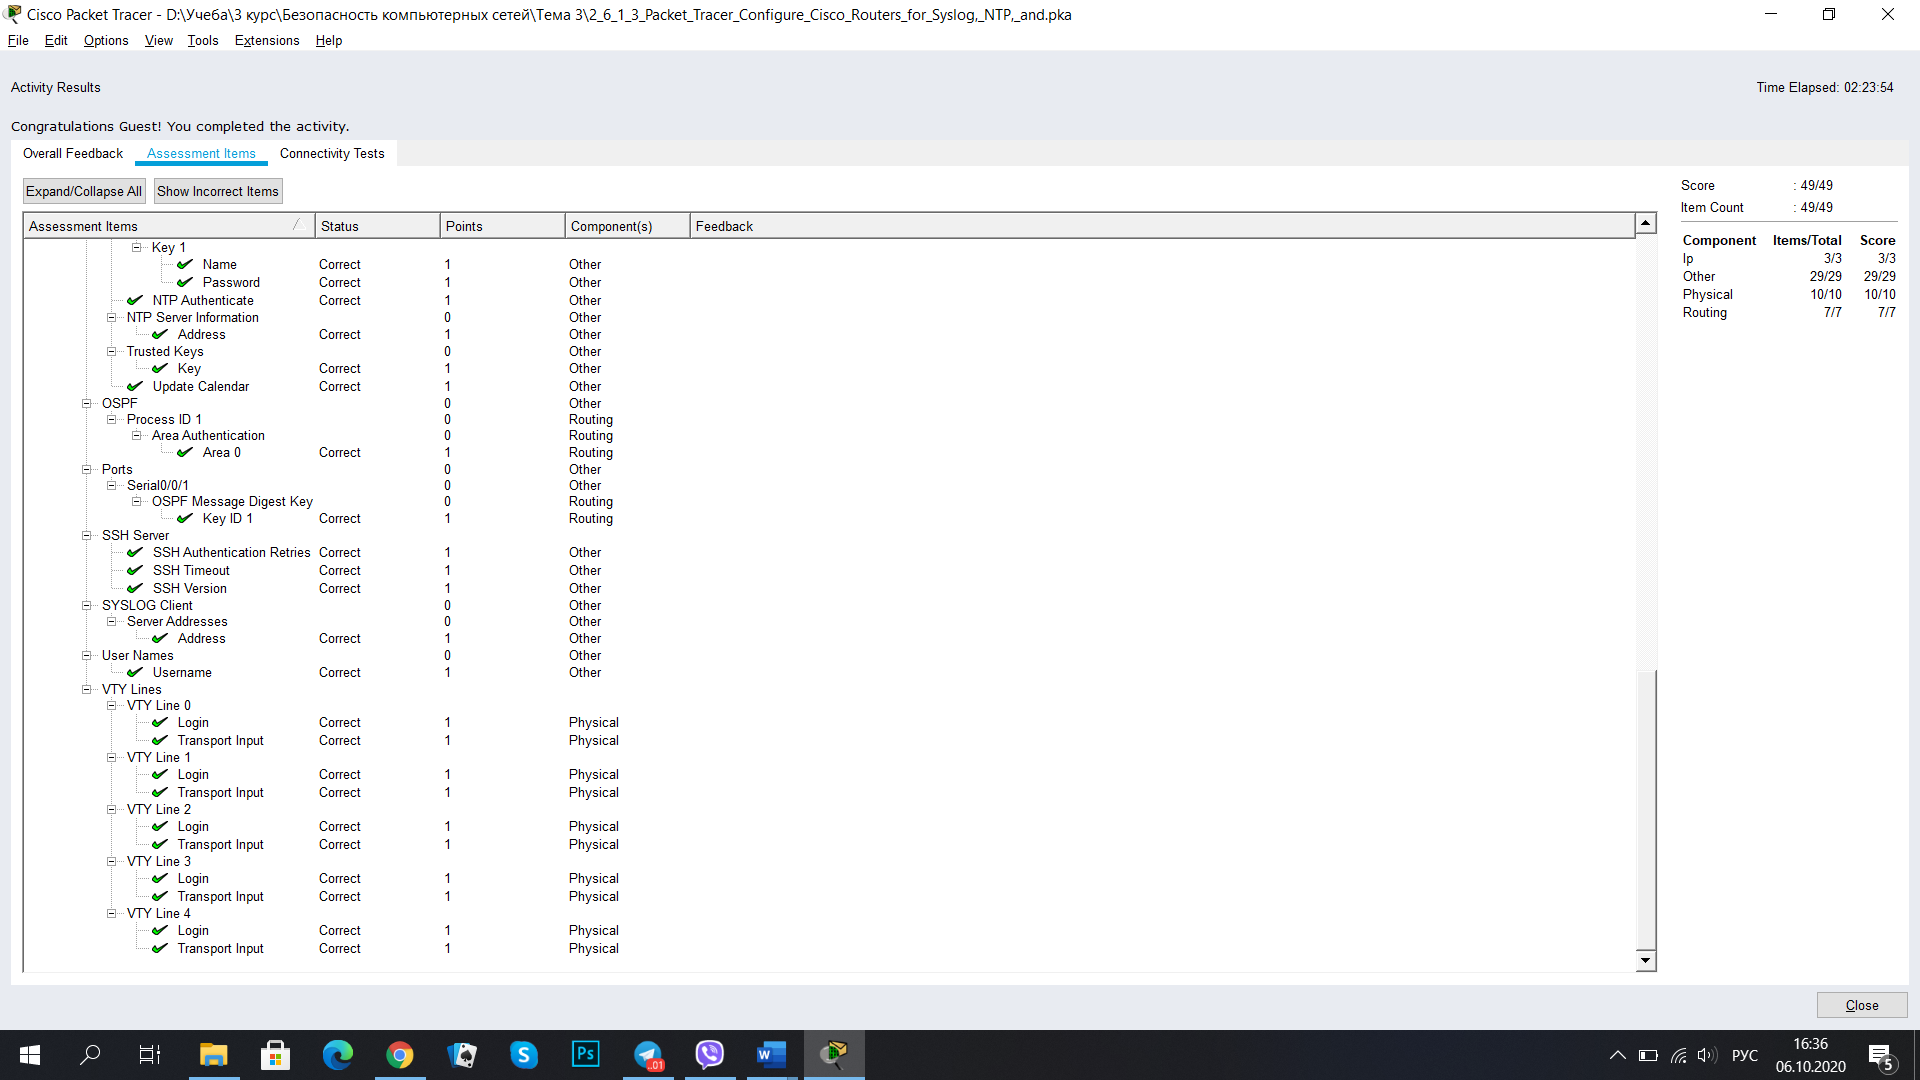 Cisco Packet Tracer - D:\Учеба\3 курс\Безопасность компьютерных сетей\Тема 3\2_6_1_3_Packet_Tracer_Configure_Cisco_Routers_for_Syslog,_NTP,_and.pka
File Edit Options View Tools Extensions Help
Activity Results
Time Elapsed: 02:23:54
Congratulations Guest! You completed the activity.
Overall Feedback Assessment Items Connectivity Tests
Expand/Collapse All Show Incorrect Items
Assessment Items Status Points Component(s) Feedback
Key 1
Name Correct 1 Other
Password Correct 1 Other
NTP Authenticate Correct 1 Other
NTP Server Information 0 Other
Address Correct 1 Other
Trusted Keys 0 Other
Key Correct 1 Other
Update Calendar Correct 1 Other
OSPF 0 Other
Process ID 1 0 Routing
Area Authentication 0 Routing
Area 0 Correct 1 Routing
Ports 0 Other
Serial0/0/1 0 Other
OSPF Message Digest Key 0 Routing
Key ID 1 Correct 1 Routing
SSH Server
SSH Authentication Retries Correct 1 Other
SSH Timeout Correct 1 Other
SSH Version Correct 1 Other
SYSLOG Client 0 Other
Server Addresses 0 Other
Address Correct 1 Other
User Names 0 Other
Username Correct 1 Other
VTY Lines
VTY Line 0
Login Correct 1 Physical
Transport Input Correct 1 Physical
VTY Line 1
Login Correct 1 Physical
Transport Input Correct 1 Physical
VTY Line 2
Login Correct 1 Physical
Transport Input Correct 1 Physical
VTY Line 3
Login Correct 1 Physical
Transport Input Correct 1 Physical
VTY Line 4
Login Correct 1 Physical
Transport Input Correct 1 Physical
Score : 49/49
Item Count : 49/49
Component Items/Total Score
Ip 3/3 3/3
Other 29/29 29/29
Physical 10/10 10/10
Routing 7/7 7/7
Close
Ps
..01
W
S
РУС
16:36
06.10.2020
5